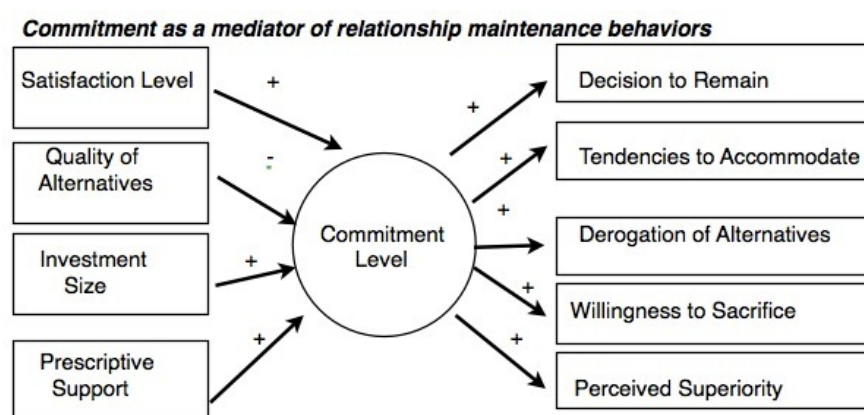 Commitment as a mediator of relationship maintenance behaviors
Satisfaction Level
+
Quality of
Alternatives
-
Investment
Size
+
Prescriptive
Support
+
Commitment
Level
+
Decision to Remain
+
Tendencies to Accommodate
+
Derogation of Alternatives
+
Willingness to Sacrifice
+
Perceived Superiority